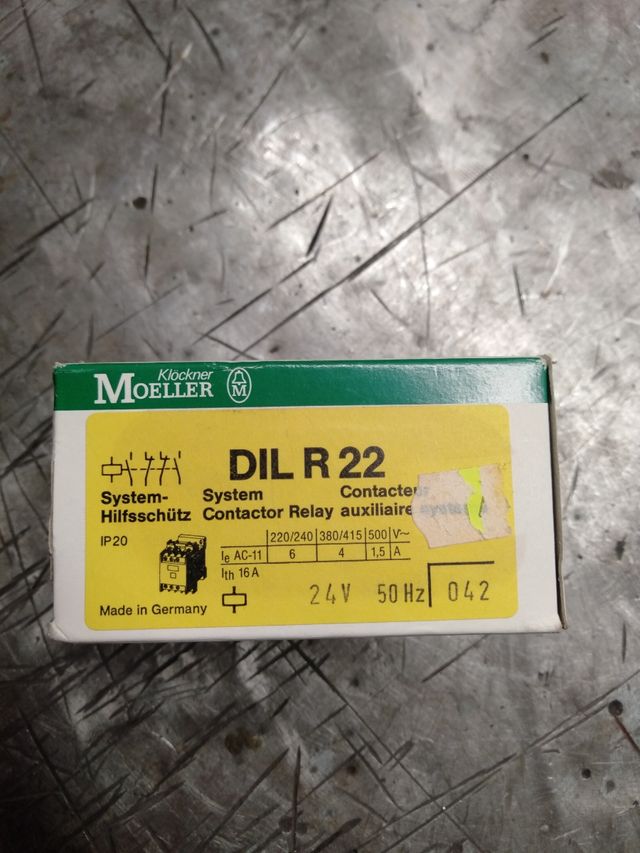 Klöckner
MOELLER M
DIL R 22
System- System Contacteur
Hilfsschütz Contactor Relay auxiliaire
IP20
220/240 380/415 500 V~
Ie AC-11 6 4 1,5 A
Ith 16 A
Made in Germany
24V 50Hz 042